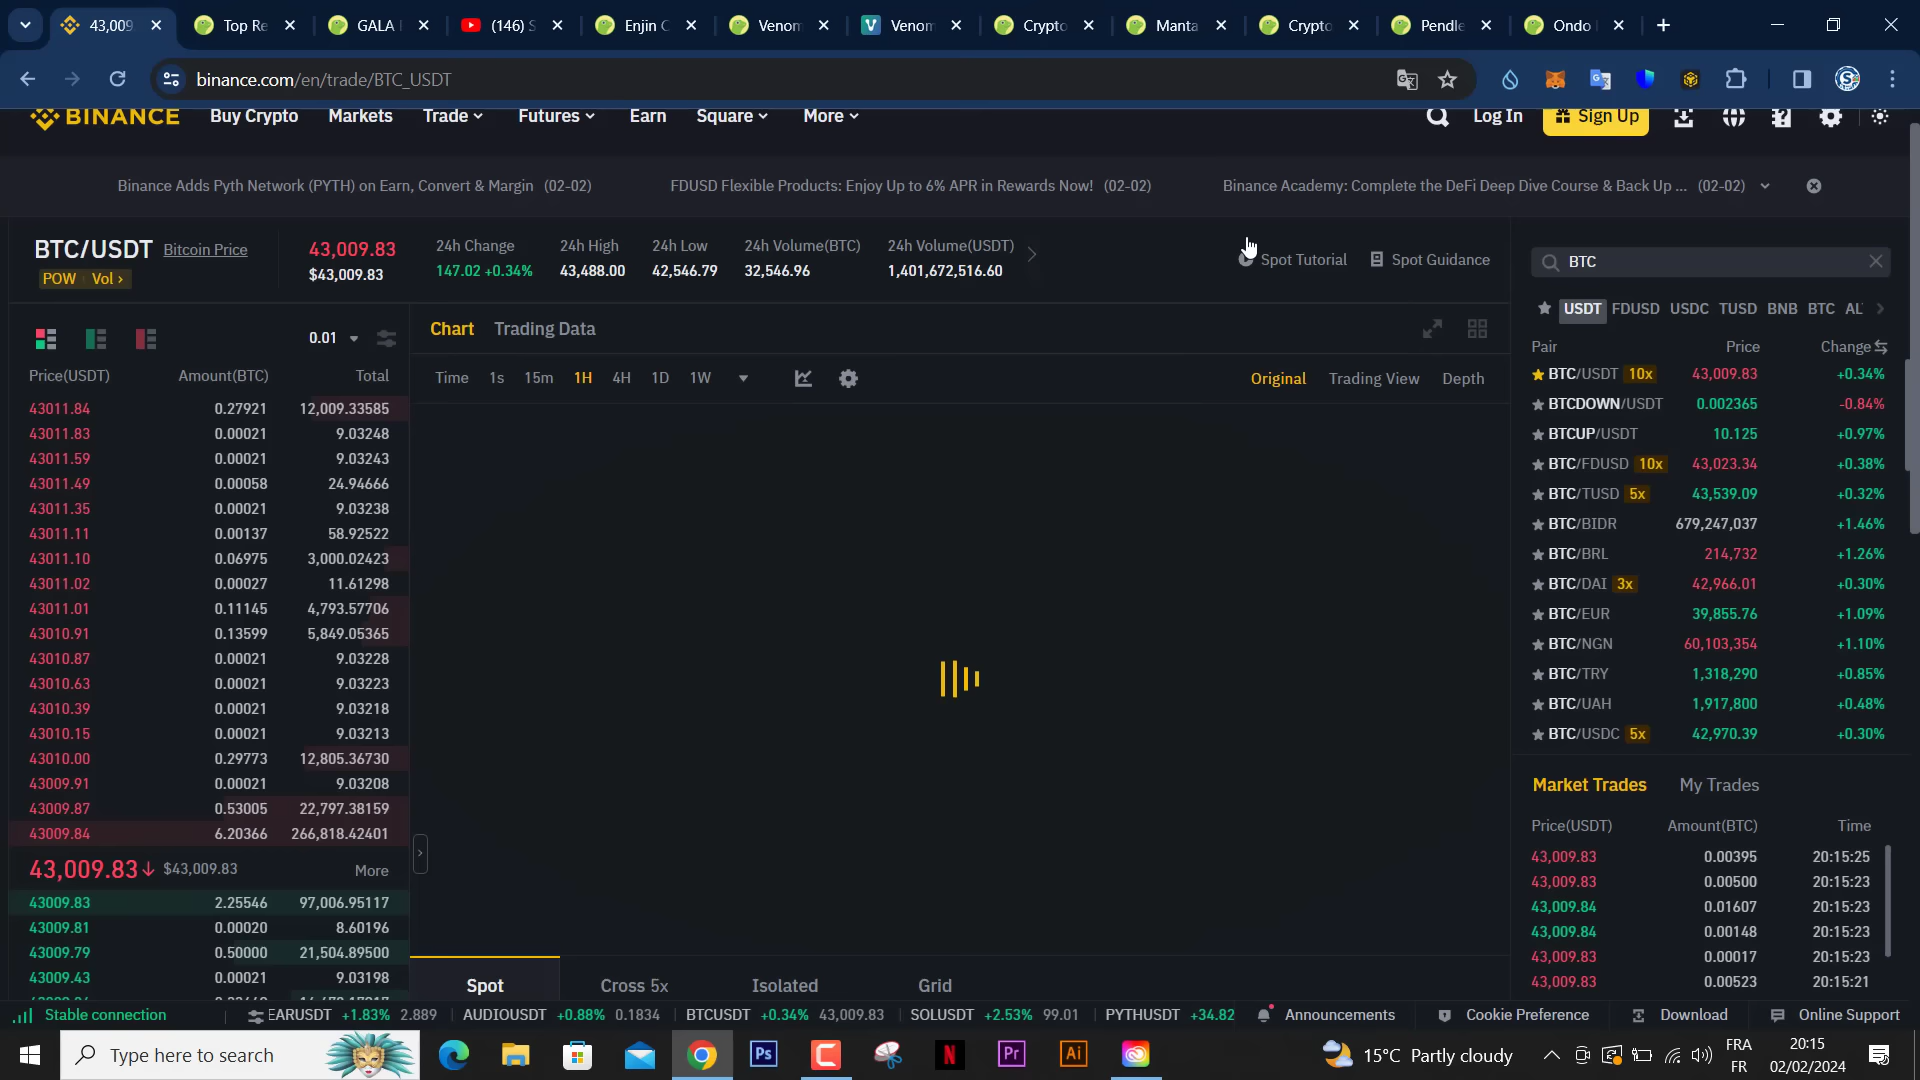 43,009 Top Re GALA (146) S Enjin C Venom Venom Crypto Manta Crypto Pendle Ondo
binance.com/en/trade/BTC_USDT
BINANCE Buy Crypto Markets Trade Futures Earn Square More Log In Sign Up
Binance Adds Pyth Network (PYTH) on Earn, Convert & Margin (02-02) FDUSD Flexible Products: Enjoy Up to 6% APR in Rewards Now! (02-02) Binance Academy: Complete the DeFi Deep Dive Course & Back Up ... (02-02)
BTC/USDT Bitcoin Price
POW Vol
43,009.83
$43,009.83
24h Change
147.02 +0.34%
24h High
43,488.00
24h Low
42,546.79
24h Volume(BTC)
32,546.96
24h Volume(USDT)
1,401,672,516.60
Spot Tutorial Spot Guidance
0.01
Price(USDT) Amount(BTC) Total
43011.84 0.27921 12,009.33585
43011.83 0.00021 9.03248
43011.59 0.00021 9.03243
43011.49 0.00058 24.94666
43011.35 0.00021 9.03238
43011.11 0.00137 58.92522
43011.10 0.06975 3,000.02423
43011.02 0.00027 11.61298
43011.01 0.11145 4,793.57706
43010.91 0.13599 5,849.05365
43010.87 0.00021 9.03228
43010.63 0.00021 9.03223
43010.39 0.00021 9.03218
43010.15 0.00021 9.03213
43010.00 0.29773 12,805.36730
43009.91 0.00021 9.03208
43009.87 0.53005 22,797.38159
43009.84 6.20366 266,818.42401
43,009.83 $43,009.83 More
43009.83 2.25546 97,006.95117
43009.81 0.00020 8.60196
43009.79 0.50000 21,504.89500
43009.43 0.00021 9.03198
Chart Trading Data
Time 1s 15m 1H 4H 1D 1W
Original Trading View Depth
Spot Cross 5x Isolated Grid
BTC
USDT FDUSD USDC TUSD BNB BTC AL
Pair Price Change
BTC/USDT 10x 43,009.83 +0.34%
BTCDOWN/USDT 0.002365 -0.84%
BTCUP/USDT 10.125 +0.97%
BTC/FDUSD 10x 43,023.34 +0.38%
BTC/TUSD 5x 43,539.09 +0.32%
BTC/BIDR 679,247,037 +1.46%
BTC/BRL 214,732 +1.26%
BTC/DAI 3x 42,966.01 +0.30%
BTC/EUR 39,855.76 +1.09%
BTC/NGN 60,103,354 +1.10%
BTC/TRY 1,318,290 +0.85%
BTC/UAH 1,917,800 +0.48%
BTC/USDC 5x 42,970.39 +0.30%
Market Trades My Trades
Price(USDT) Amount(BTC) Time
43,009.83 0.00395 20:15:25
43,009.83 0.00500 20:15:23
43,009.84 0.01607 20:15:23
43,009.84 0.00148 20:15:23
43,009.83 0.00017 20:15:23
43,009.83 0.00523 20:15:21
Stable connection EARUSDT +1.83% 2.889 AUDIOUSDT +0.88% 0.1834 BTCUSDT +0.34% 43,009.83 SOLUSDT +2.53% 99.01 PYTHUSDT +34.82 Announcements Cookie Preference Download Online Support
Type here to search Ps Pr Ai 15°C Partly cloudy
FRA
FR
20:15
02/02/2024